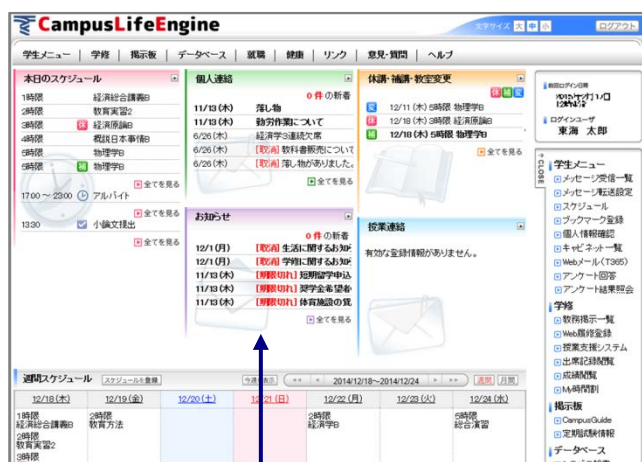 CampusLifeEngine
文字サイズ 大 中 小
ログアウト
学生メニュー | 学修 | 掲示板 | データベース | 就職 | 健康 | リンク | 意見・質問 | ヘルプ
本日のスケジュール
1時限 経済総合講義B
2時限 教育実習2
3時限 休 経済原論B
4時限 概説日本事情B
5時限 物理学B
5時限 補 物理学B
全てを見る
17:00 ～ 23:00 アルバイト
全てを見る
13:30 小論文提出
全てを見る
個人連絡
0 件 の新着
11/13(木) 落し物
11/13(木) 勤労作業について
6/26(木) 経済学3連続欠席
6/26(木) [取消] 教科書販売について
6/26(木) [取消] 落し物がありました。
全てを見る
お知らせ
0 件 の新着
12/1(月) [取消] 生活に関するお知
12/1(月) [取消] 学修に関するお知
11/13(木) [期限切れ] 短期留学申込
11/13(木) [期限切れ] 奨学金希望者
11/13(木) [期限切れ] 体育施設の貸
全てを見る
休講・補講・教室変更
休 補 変
変 12/11(木) 5時限 物理学B
休 12/18(木) 3時限 経済原論B
補 12/18(木) 5時限 物理学B
全てを見る
授業連絡
有効な登録情報がありません。
前回ログイン日時
ログインユーザ
東海 太郎
CLOSE
学生メニュー
メッセージ受信一覧
メッセージ転送設定
スケジュール
ブックマーク登録
個人情報確認
キャビネット一覧
Webメール(T365)
アンケート回答
アンケート結果照会
学修
教務掲示一覧
Web履修登録
授業支援システム
出席記録閲覧
成績閲覧
My時間割
掲示板
CampusGuide
定期試験情報
データベース
週間スケジュール スケジュールを登録
2014/12/18～2014/12/24
週間 月間
12/18(木) 12/19(金) 12/20(土) 12/21(日) 12/22(月) 12/23(火) 12/24(水)
1時限
経済総合講義B
2時限
教育実習2
3時限
2時限
教育方法
2時限
経済学B
5時限
総合演習